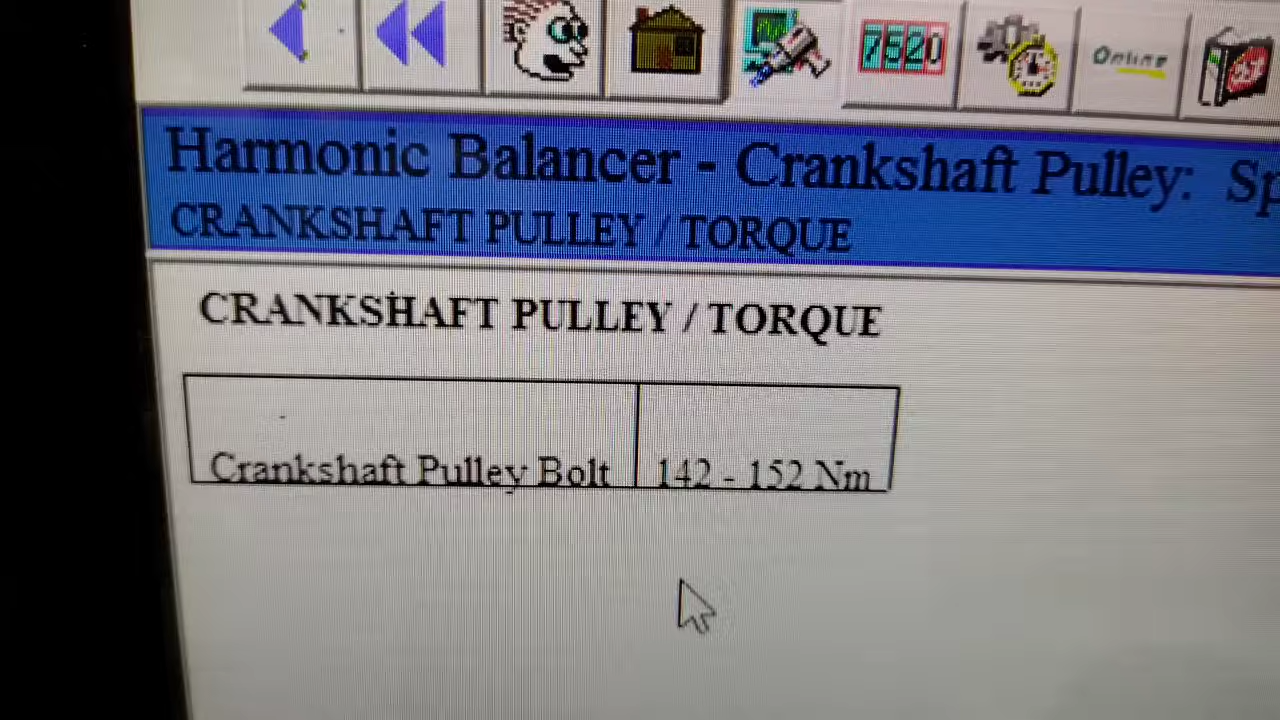 7520
Online
Harmonic Balancer - Crankshaft Pulley: Sp
CRANKSHAFT PULLEY / TORQUE
CRANKSHAFT PULLEY / TORQUE
Crankshaft Pulley Bolt 142 - 152 Nm